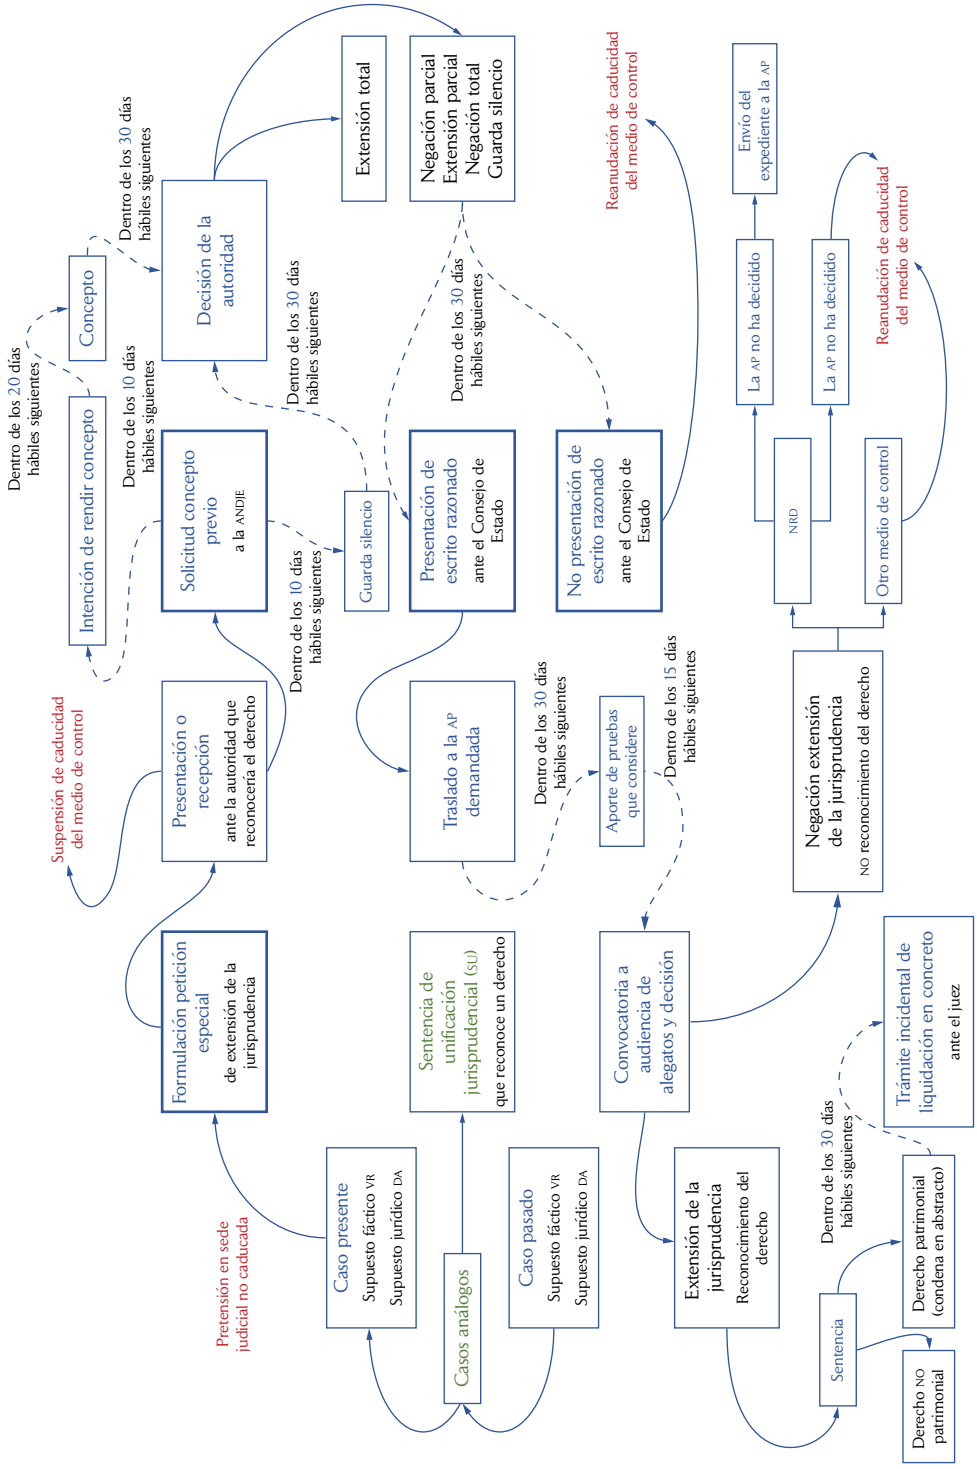 Pretensión en sede
judicial no caducada
Caso presente
Supuesto fáctico VR
Supuesto jurídico DA
Casos análogos
Caso pasado
Supuesto fáctico VR
Supuesto jurídico DA
Sentencia de
unificación
jurisprudencial (SU)
que reconoce un derecho
Formulación petición
especial
de extensión de la
jurisprudencia
Suspensión de caducidad
del medio de control
Presentación o
recepción
ante la autoridad que
reconocería el derecho
Solicitud concepto
previo
a la ANDJE
Dentro de los 10 días
hábiles siguientes
Intención de rendir concepto
Dentro de los 20 días
hábiles siguientes
Concepto
Dentro de los 30 días
hábiles siguientes
Dentro de los 10 días
hábiles siguientes
Guarda silencio
Dentro de los 30 días
hábiles siguientes
Decisión de la
autoridad
Extensión total
Negación parcial
Extensión parcial
Negación total
Guarda silencio
Dentro de los 30 días
hábiles siguientes
Presentación de
escrito razonado
ante el Consejo de
Estado
No presentación de
escrito razonado
ante el Consejo de
Estado
Reanudación de caducidad
del medio de control
Traslado a la AP
demandada
Dentro de los 30 días
hábiles siguientes
Aporte de pruebas
que considere
Dentro de los 15 días
hábiles siguientes
Convocatoria a
audiencia de
alegatos y decisión
Extensión de la
jurisprudencia
Reconocimiento del
derecho
Sentencia
Derecho NO
patrimonial
Derecho patrimonial
(condena en abstracto)
Dentro de los 30 días
hábiles siguientes
Trámite incidental de
liquidación en concreto
ante el juez
Negación extensión
de la jurisprudencia
NO reconocimiento del derecho
NRD
Otro medio de control
La AP no ha decidido
La AP no ha decidido
Envío del
expediente a la AP
Reanudación de caducidad
del medio de control